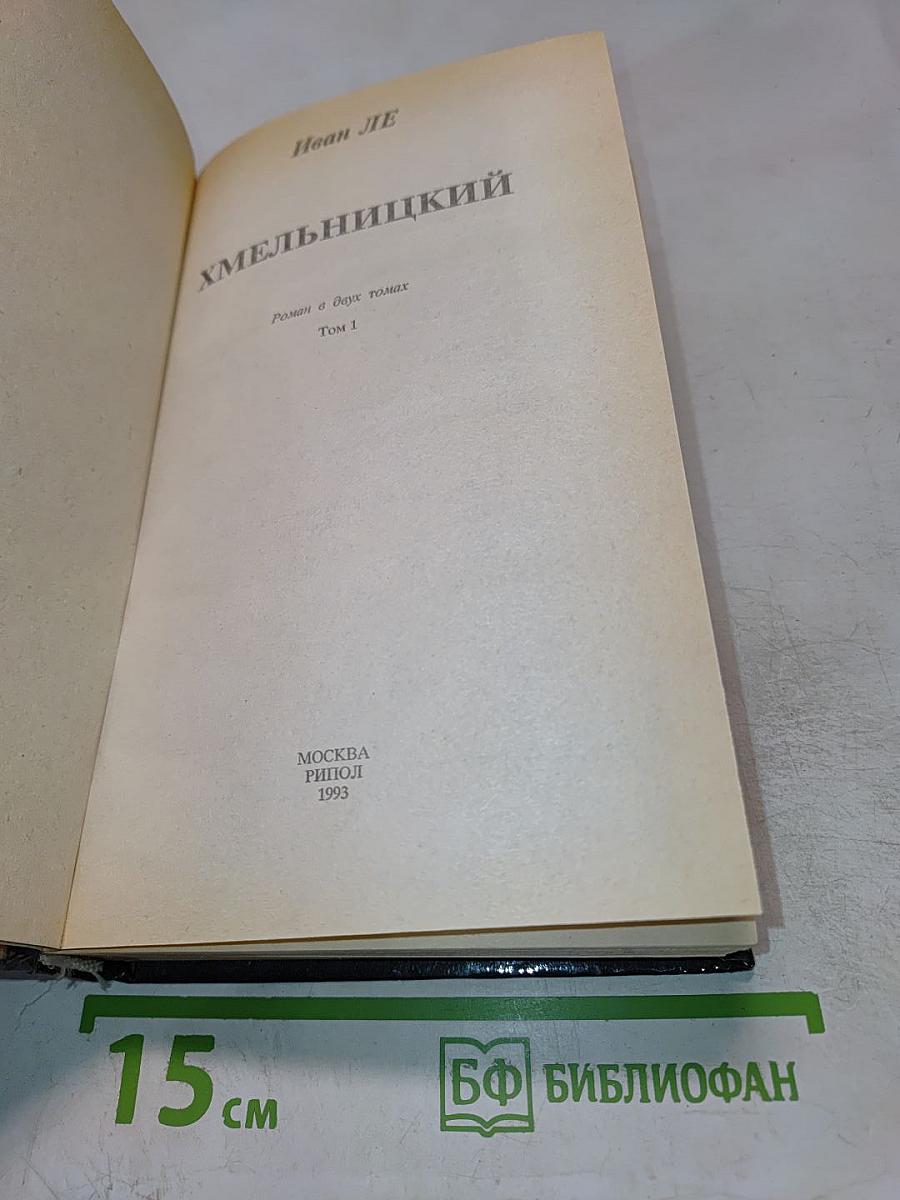 Иван ЛЕ
ХМЕЛЬНИЦКИЙ
Роман в двух томах
Том 1
МОСКВА
РИПОЛ
1993
15 см
БФ БИБЛИОФАН